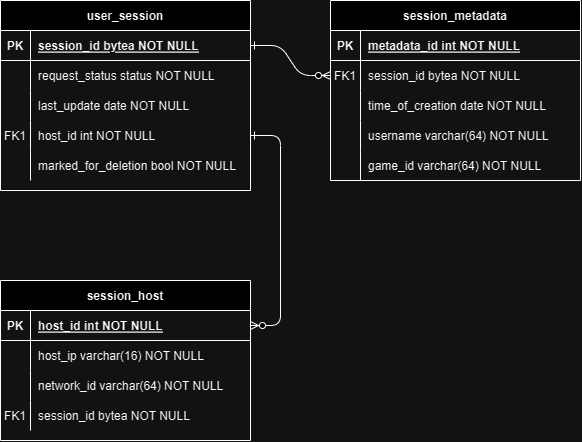 user_session
PK session_id bytea NOT NULL
request_status status NOT NULL
last_update date NOT NULL
FK1 host_id int NOT NULL
marked_for_deletion bool NOT NULL
session_metadata
PK metadata_id int NOT NULL
FK1 session_id bytea NOT NULL
time_of_creation date NOT NULL
username varchar(64) NOT NULL
game_id varchar(64) NOT NULL
session_host
PK host_id int NOT NULL
host_ip varchar(16) NOT NULL
network_id varchar(64) NOT NULL
FK1 session_id bytea NOT NULL